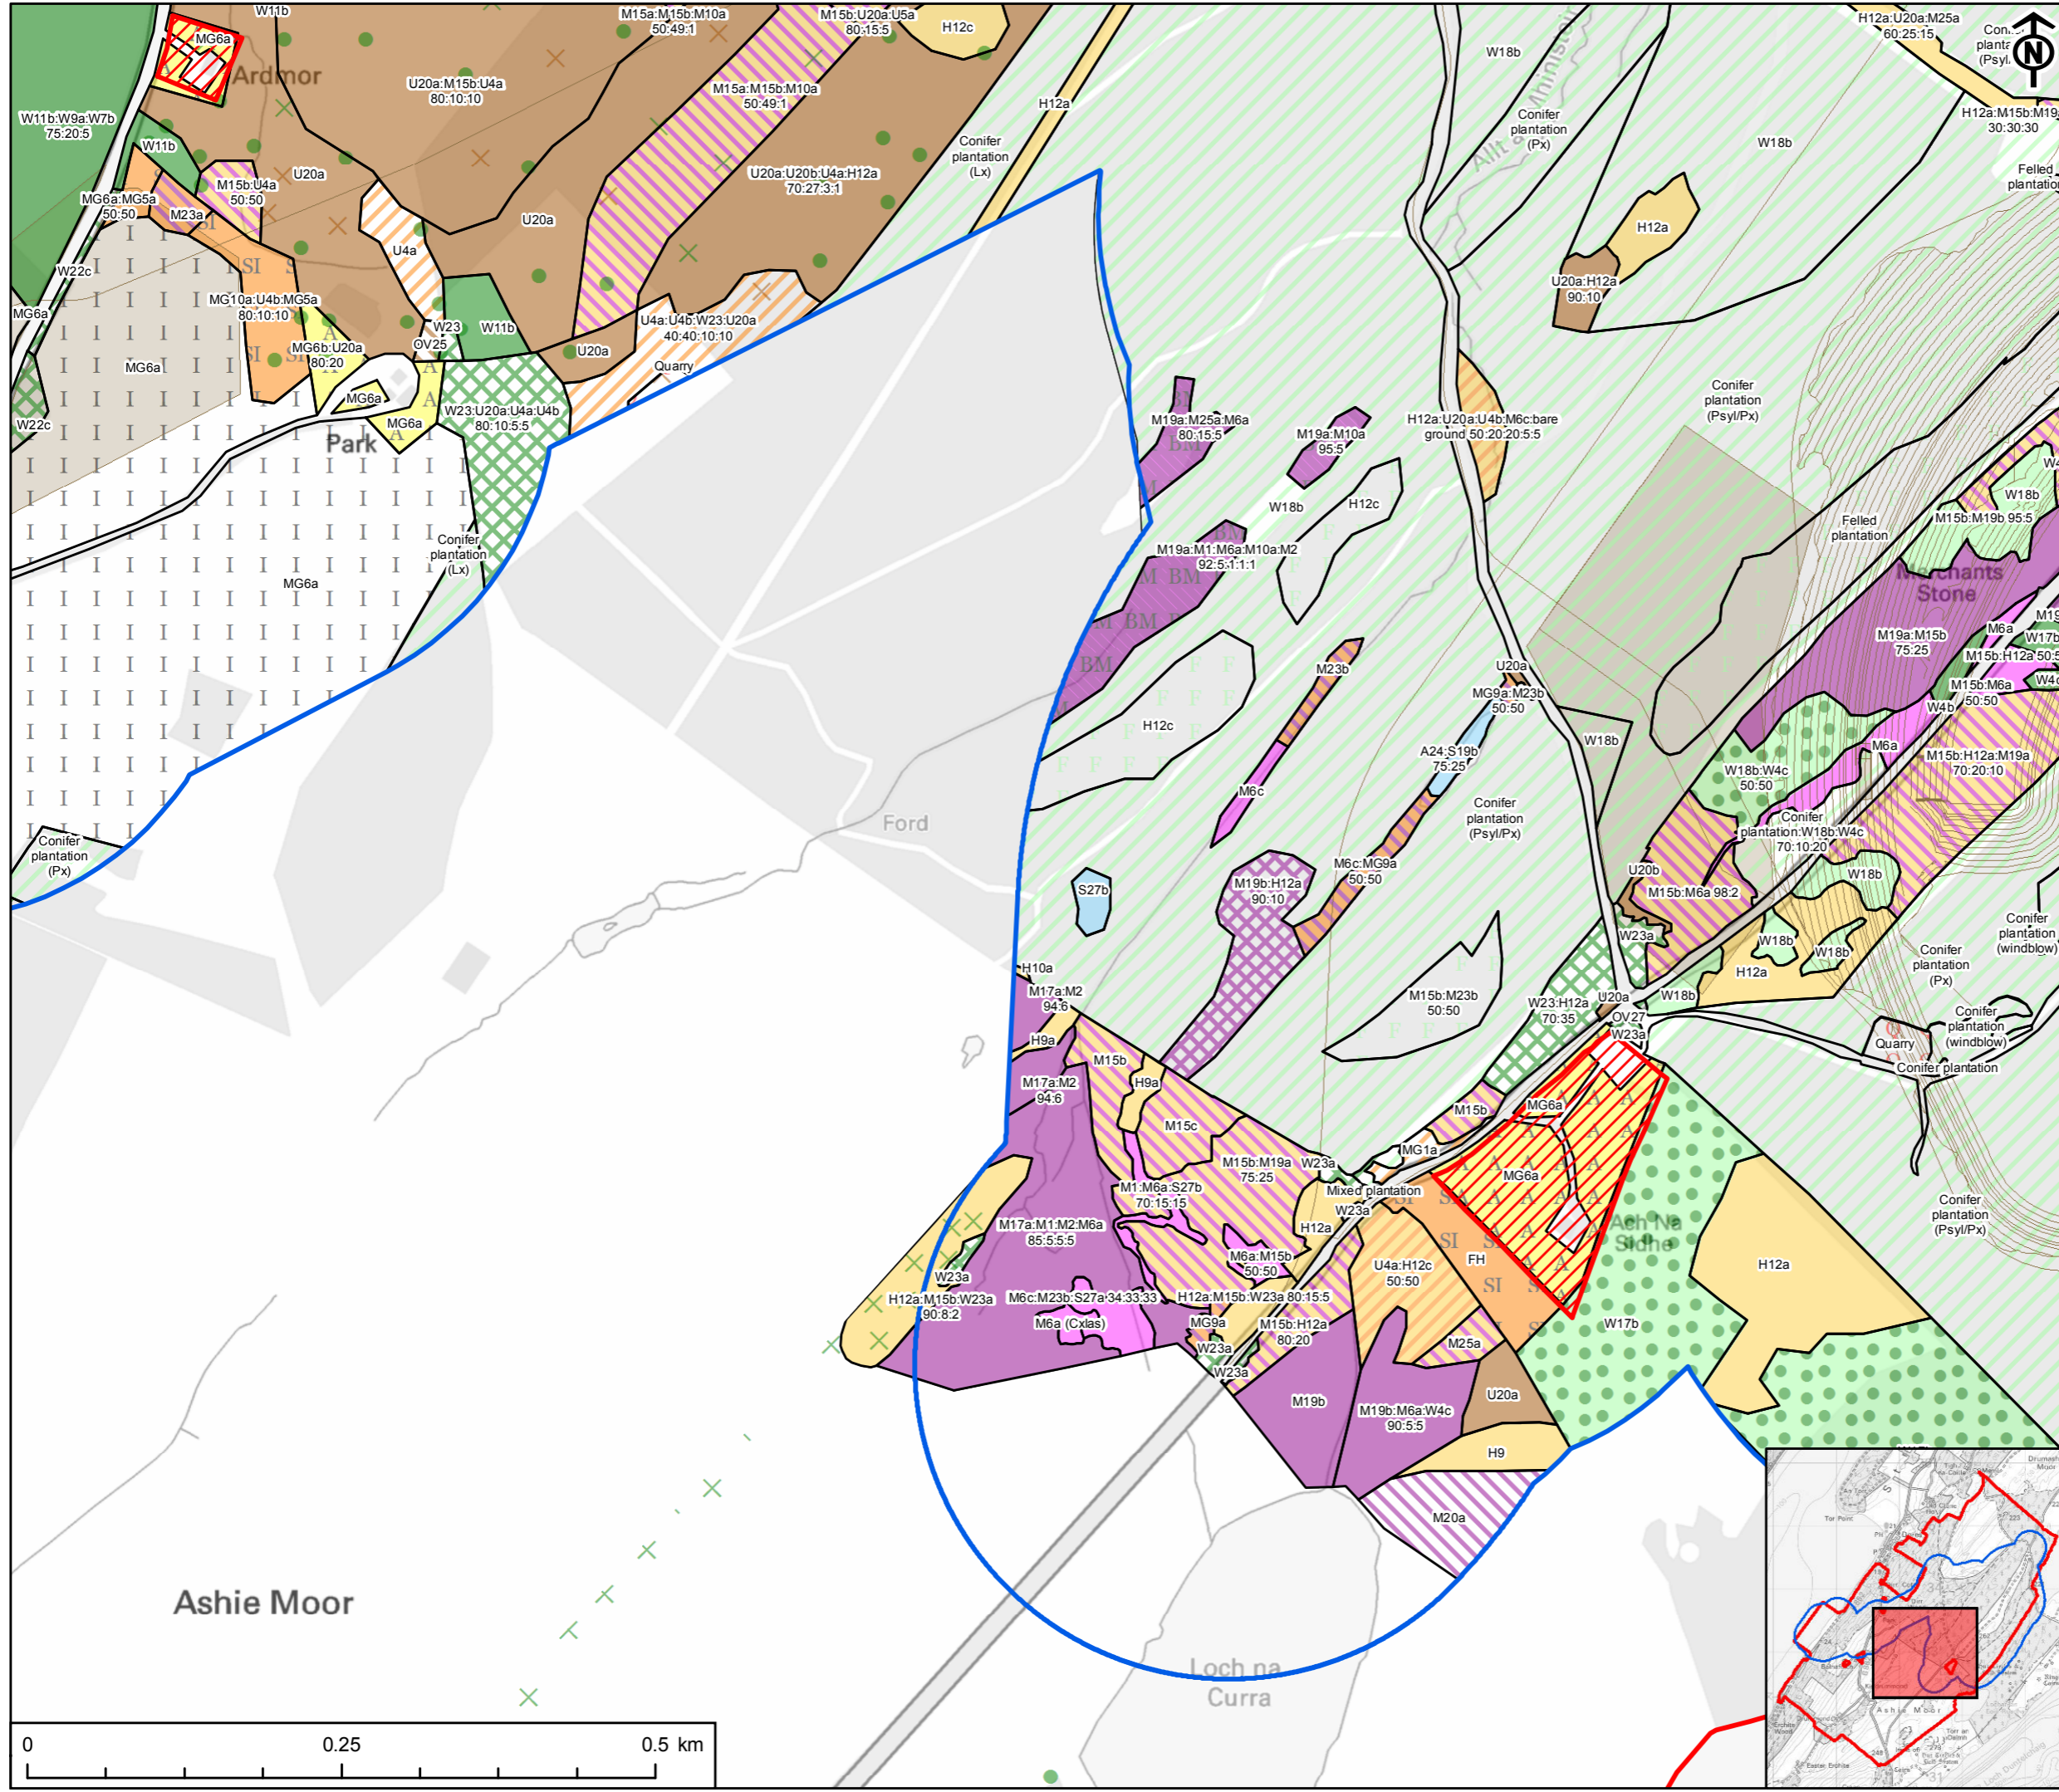 W11b
M15a:M15b:M10a
50:49:1
M15b:U20a:U5a
80:15:5
H12c
H12a:U20a:M25a
60:25:15
N
MG6a
Ardmor
U20a:M15b:U4a
80:10:10
M15a:M15b:M10a
50:49:1
H12a
W18b
Conifer
plantation
(Px)
W18b
H12a:M15b:M19
30:30:30
W11b:W9a:W7b
75:20:5
W11b
U20a
M15b:U4a
50:50
MG6a:MG5a
50:50
M23a
SI
U20a:U20b:U4a:H12a
70:27:3:1
Conifer
plantation
(Lx)
Felled
plantation
U20a
U4a
H12a
U20a:H12a
90:10
W22c
MG6a
MG10a:U4b:MG5a
80:10:10
W23
OV25
W11b
U20a
U4a:U4b:W23:U20a
40:40:10:10
Quarry
MG6b:U20a
80:20
MG6a
MG6a
MG6a
Park
W22c
W23:U20a:U4a:U4b
80:10:5:5
M19a:M25a:M6a
80:15:5
M19a:M10a
95:5
H12a:U20a:U4b:M6c:bare
ground 50:20:20:5:5
Conifer
plantation
(Psyl/Px)
W18b
H12c
W18b
M15b:M19b 95:5
Felled
plantation
M19a:M1:M6a:M10a:M2
92:5:1:1:1
Conifer
plantation
(Lx)
MG6a
Merchants
Stone
M19a:M15b
75:25
M6a
W17b
M15b:H12a
M15b:M6a
50:50
W4b
M23b
U20a
MG9a:M23b
50:50
H12c
W18b
A24:S19b
75:25
M6c
M6a
M15b:H12a:M19a
70:20:10
W18b:W4c
50:50
Conifer
plantation
(Psyl/Px)
Conifer
plantation:W18b:W4c
70:10:20
Ford
Conifer
plantation
(Px)
S27b
M19b:H12a
90:10
M6c:MG9a
50:50
U20b
M15b:M6a 98:2
W18b
W23a
W18b
W18b
H12a
Conifer
plantation
(windblow)
Conifer
plantation
(Px)
H10a
M17a:M2
94:6
M15b:M23b
50:50
W23:H12a
70:35
U20a
W18b
OV27
W23a
Conifer
plantation
(windblow)
Quarry
Conifer plantation
H9a
M15b
H9a
M17a:M2
94:6
M15c
M15b
MG6a
MG1a
M15b:M19a
75:25
W23a
Mixed plantation
W23a
MG6a
M1:M6a:S27b
70:15:15
H12a
M17a:M1:M2:M6a
85:5:5:5
M6a:M15b
50:50
U4a:H12c
50:50
FH
Ach Na
Sidhe
H12a
Conifer
plantation
(Psyl/Px)
W23a
H12a:M15b:W23a
90:8:2
M6c:M23b:S27a 34:33:33
M6a (Cxlas)
H12a:M15b:W23a 80:15:5
MG9a
M15b:H12a
80:20
W23a
W23a
M25a
W17b
M19b
M19b:M6a:W4c
90:5:5
U20a
H9
M20a
Ashie Moor
Loch na
Curra
0 0.25 0.5 km